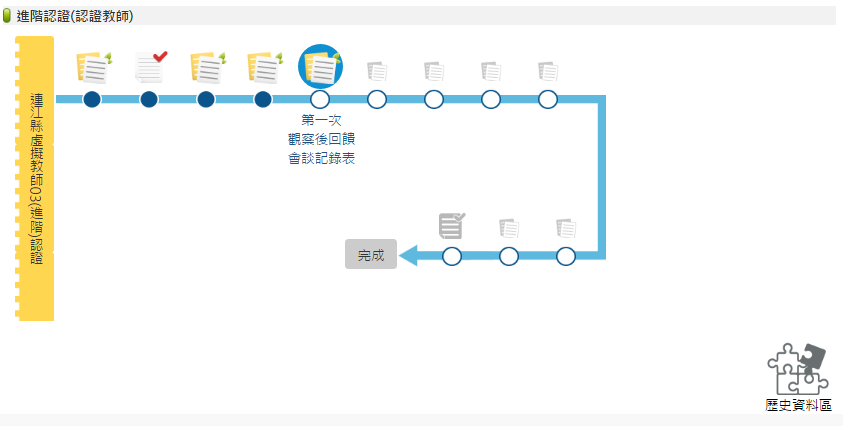 進階認證(認證教師)
連江縣虛擬教師03(進階)認證
第一次
觀察後回饋
會談記錄表
完成
歷史資料區